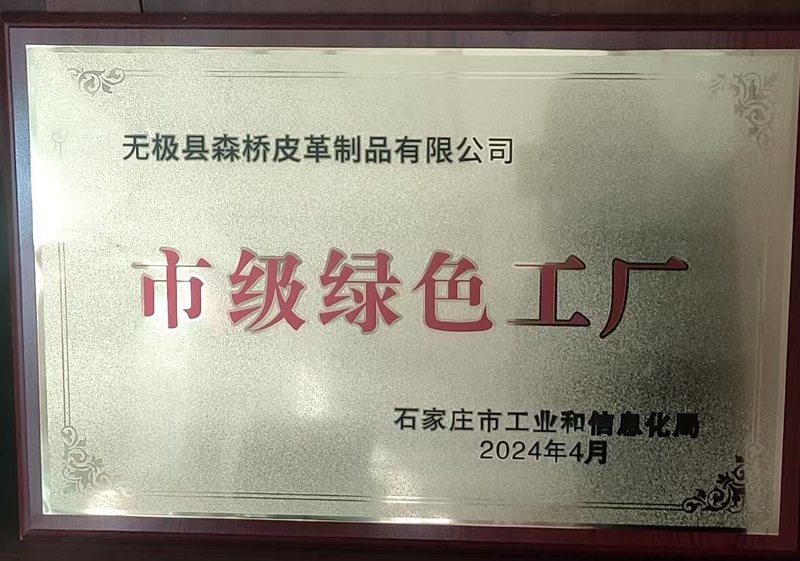 无极县森桥皮革制品有限公司
市级绿色工厂
石家庄市工业和信息化局
2024年4月